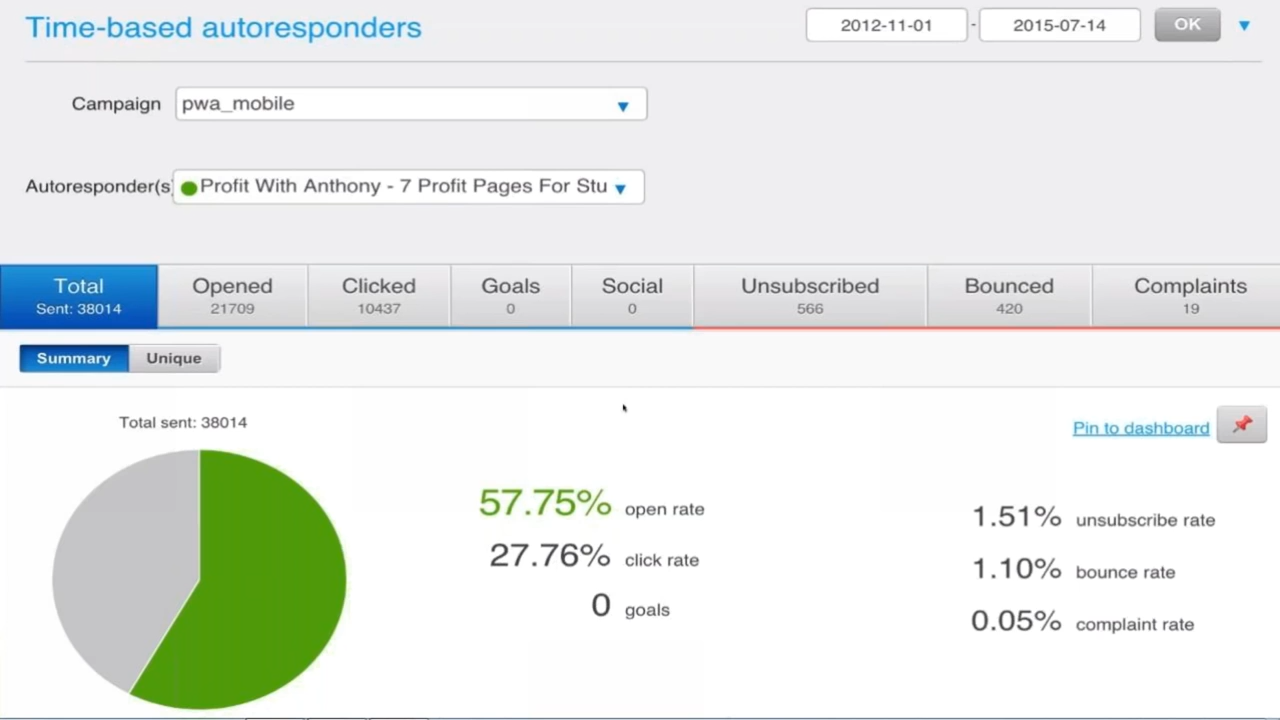 Time-based autoresponders
2012-11-01 - 2015-07-14 OK
Campaign pwa_mobile
Autoresponder(s) Profit With Anthony - 7 Profit Pages For Stu
Total Opened Clicked Goals Social Unsubscribed Bounced Complaints
Sent: 38014 21709 10437 0 0 566 420 19
Summary Unique
Total sent: 38014
Pin to dashboard
57.75% open rate
1.51% unsubscribe rate
27.76% click rate
1.10% bounce rate
0 goals
0.05% complaint rate